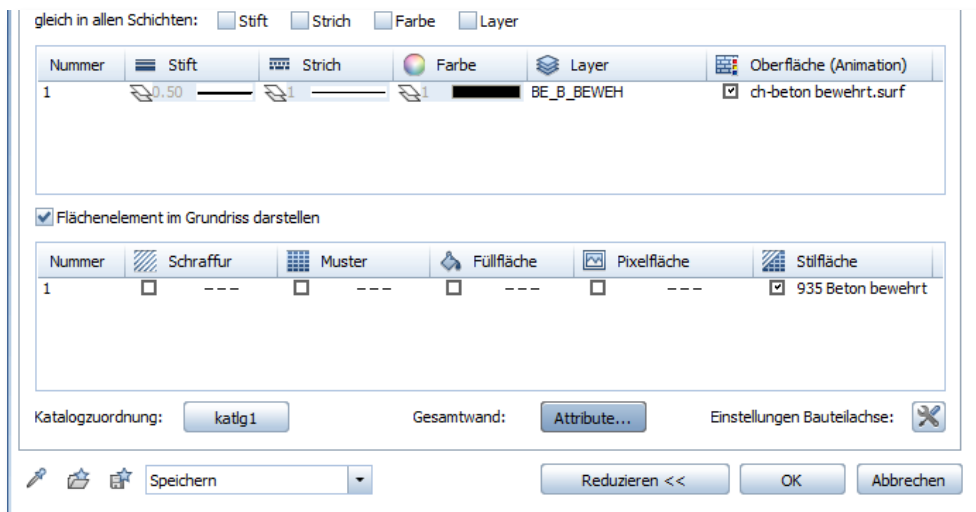 gleich in allen Schichten: Stift Strich Farbe Layer
Nummer Stift Strich Farbe Layer Oberfläche (Animation)
1 0.50 1 1 BE_B_BEWEH ch-beton bewehrt.surf
Flächenelement im Grundriss darstellen
Nummer Schraffur Muster Füllfläche Pixelfläche Stilfläche
1 --- --- --- --- 935 Beton bewehrt
Katalogzuordnung: katlg1 Gesamtwand: Attribute... Einstellungen Bauteilachse:
Speichern Reduzieren << OK Abbrechen